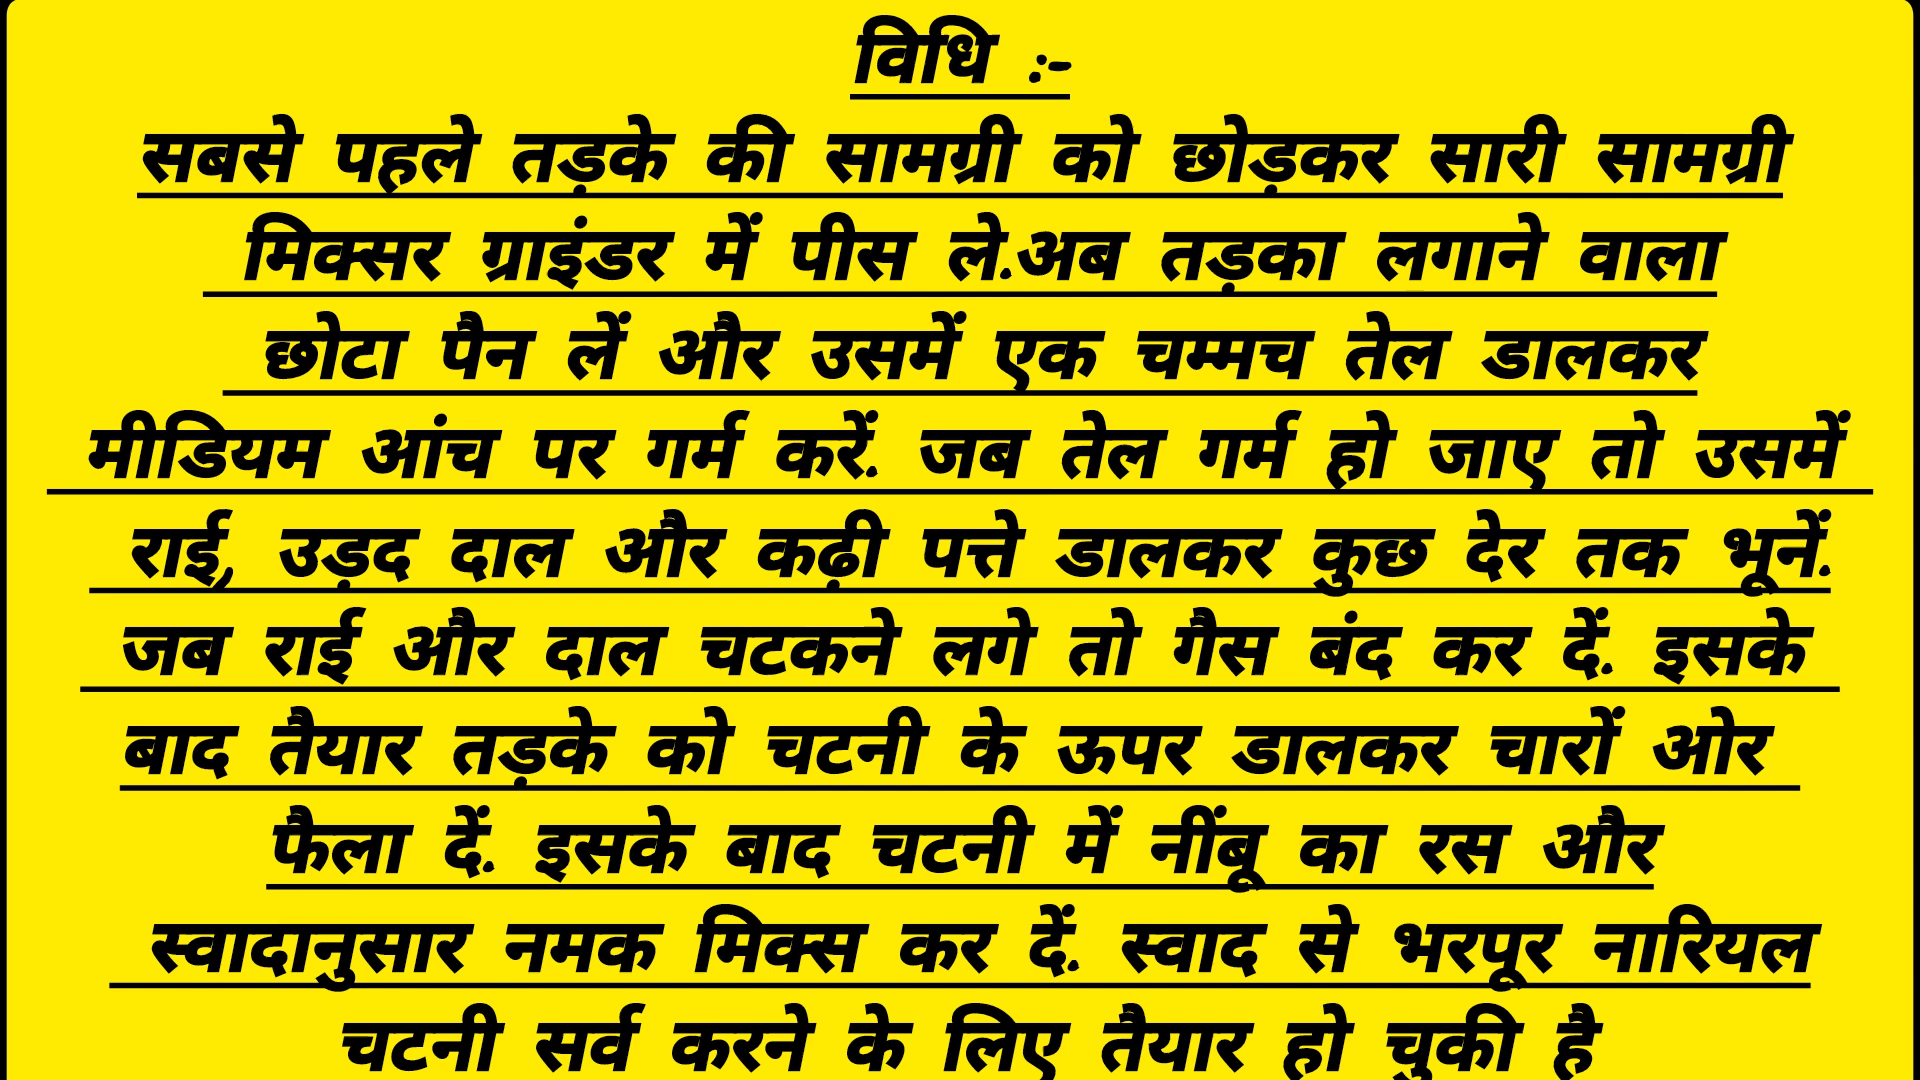 विधि :-
सबसे पहले तड़के की सामग्री को छोड़कर सारी सामग्री
मिक्सर ग्राइंडर में पीस ले.अब तड़का लगाने वाला
छोटा पैन लें और उसमें एक चम्मच तेल डालकर
मीडियम आंच पर गर्म करें. जब तेल गर्म हो जाए तो उसमें
राई, उड़द दाल और कढ़ी पत्ते डालकर कुछ देर तक भूनें.
जब राई और दाल चटकने लगे तो गैस बंद कर दें. इसके
बाद तैयार तड़के को चटनी के ऊपर डालकर चारों ओर
फैला दें. इसके बाद चटनी में नींबू का रस और
स्वादानुसार नमक मिक्स कर दें. स्वाद से भरपूर नारियल
चटनी सर्व करने के लिए तैयार हो चुकी है